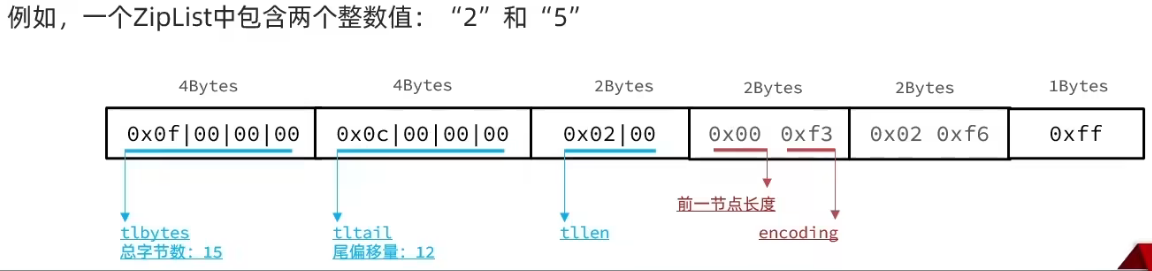 例如，一个ZipList中包含两个整数值：“2”和“5”
4Bytes 4Bytes 2Bytes 2Bytes 2Bytes 1Bytes
0x0f|00|00|00 0x0c|00|00|00 0x02|00 0x00 0xf3 0x02 0xf6 0xff
前一节点长度
tlbytes tltail tllen encoding
总字节数：15 尾偏移量：12